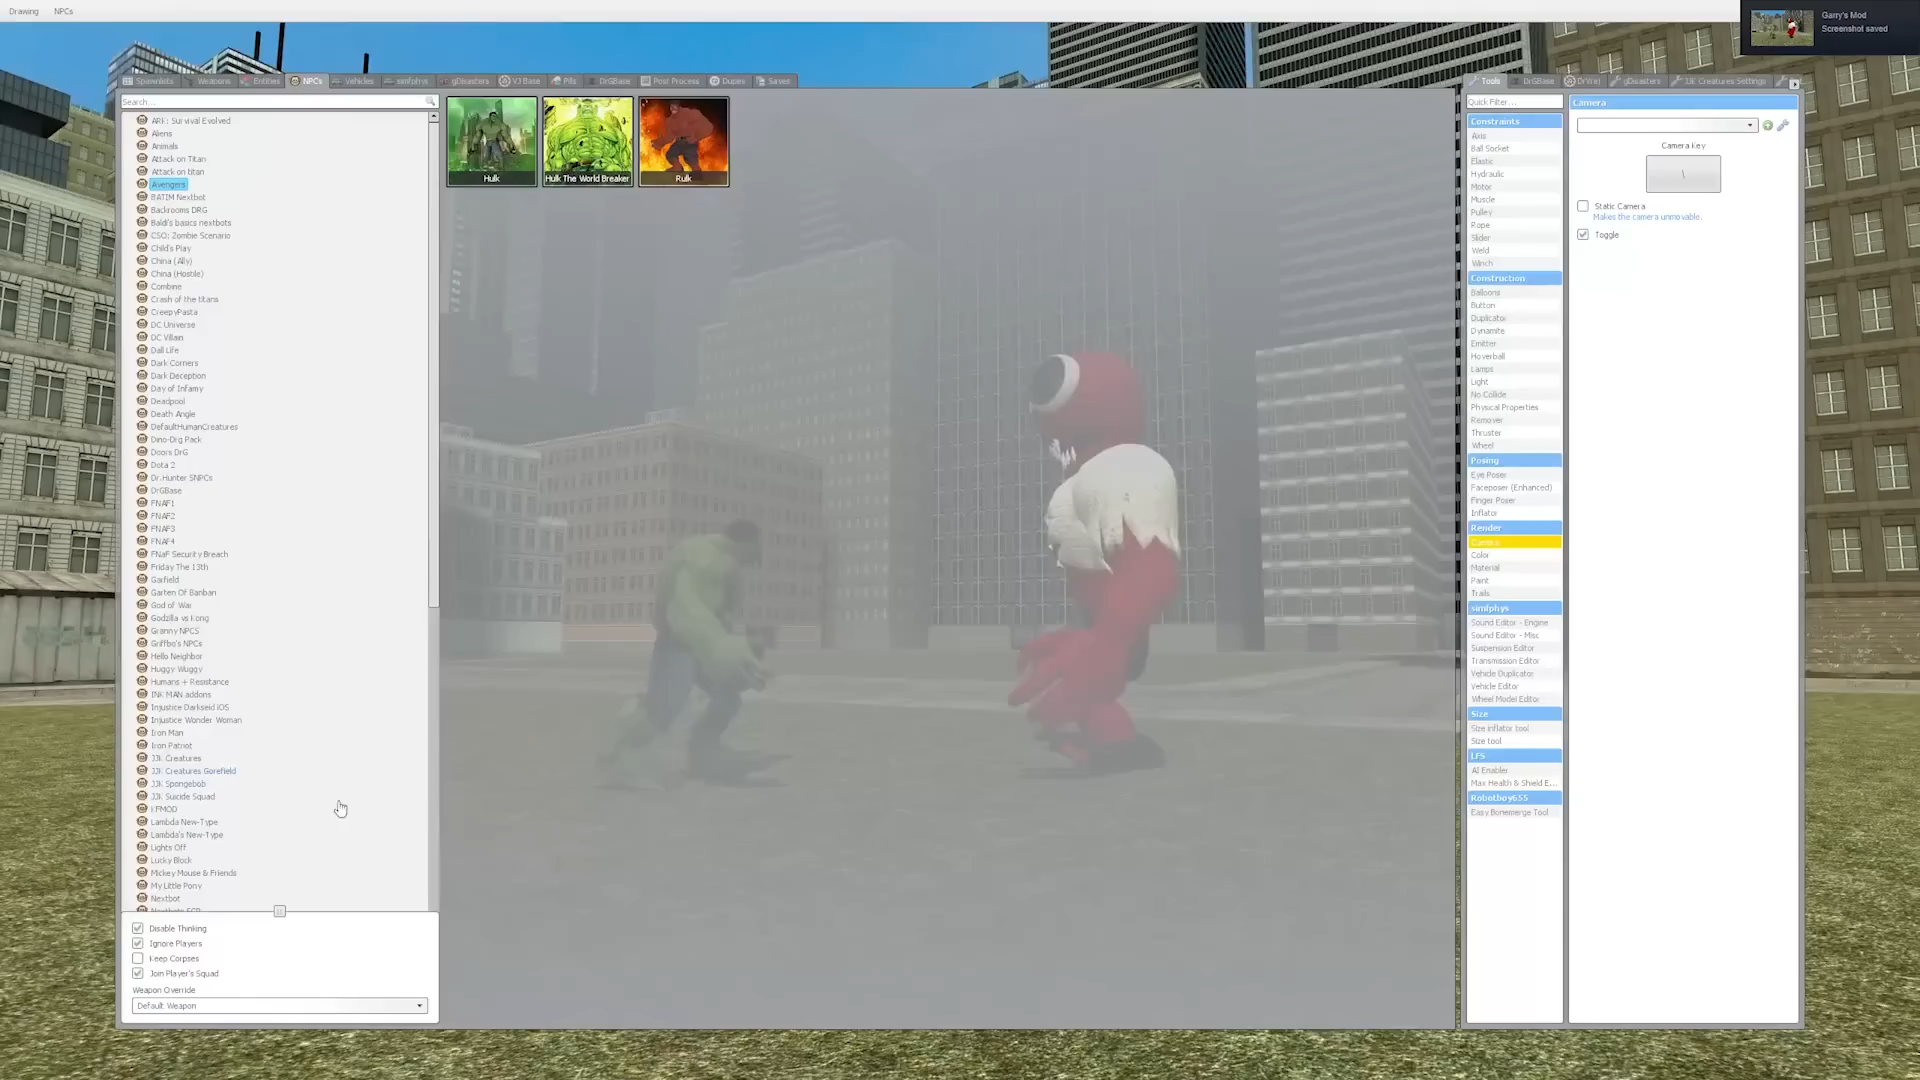 Drawing NPCs
Garry's Mod
Screenshot saved
Spawnlists Weapons Entities NPCs Vehicles simfphys gDisasters VJ Base Pills DrGBase Post Process Dupes Saves
Tools DrGBase DrVrej gDisasters JJK Creatures Settings
Search...
ARK: Survival Evolved
Aliens
Animals
Attack on Titan
Attack on titan
Avengers
BATIM Nextbot
Backrooms DRG
Baldi's basics nextbots
CSO: Zombie Scenario
Child's Play
China (Ally)
China (Hostile)
Combine
Crash of the titans
CreepyPasta
DC Universe
DC Villain
Dall Life
Dark Corners
Dark Deception
Day of Infamy
Deadpool
Death Angle
DefaultHumanCreatures
Dino-Drg Pack
Doors DrG
Dota 2
Dr.Hunter SNPCs
DrGBase
FNAF1
FNAF2
FNAF3
FNAF4
FNaF Security Breach
Friday The 13th
Garfield
Garten Of Banban
God of War
Godzilla vs Kong
Granny NPCS
Griffbo's NPCs
Hello Neighbor
Huggy Wuggy
Humans + Resistance
INK MAN addons
Injustice Darkseid iOS
Injustice Wonder Woman
Iron Man
Iron Patriot
JJK Creatures
JJK Creatures Gorefield
JJK Spongebob
JJK Suicide Squad
KFMOD
Lambda New-Type
Lambda's New-Type
Lights Off
Lucky Block
Mickey Mouse & Friends
My Little Pony
Nextbot
Disable Thinking
Ignore Players
Keep Corpses
Join Player's Squad
Weapon Override
Default Weapon
Hulk
Hulk The World Breaker
Rulk
Quick Filter...
Constraints
Axis
Ball Socket
Elastic
Hydraulic
Motor
Muscle
Pulley
Rope
Slider
Weld
Winch
Construction
Balloons
Button
Duplicator
Dynamite
Emitter
Hoverball
Lamps
Light
No Collide
Physical Properties
Remover
Thruster
Wheel
Posing
Eye Poser
Faceposer (Enhanced)
Finger Poser
Inflator
Render
Camera
Color
Material
Paint
Trails
simfphys
Sound Editor - Engine
Sound Editor - Misc
Suspension Editor
Transmission Editor
Vehicle Duplicator
Vehicle Editor
Wheel Model Editor
Size
Size inflator tool
Size tool
LFS
AI Enabler
Max Health & Shield E...
Robotboy655
Easy Bonemerge Tool
Camera
Camera Key
\
Static Camera
Makes the camera unmovable.
Toggle